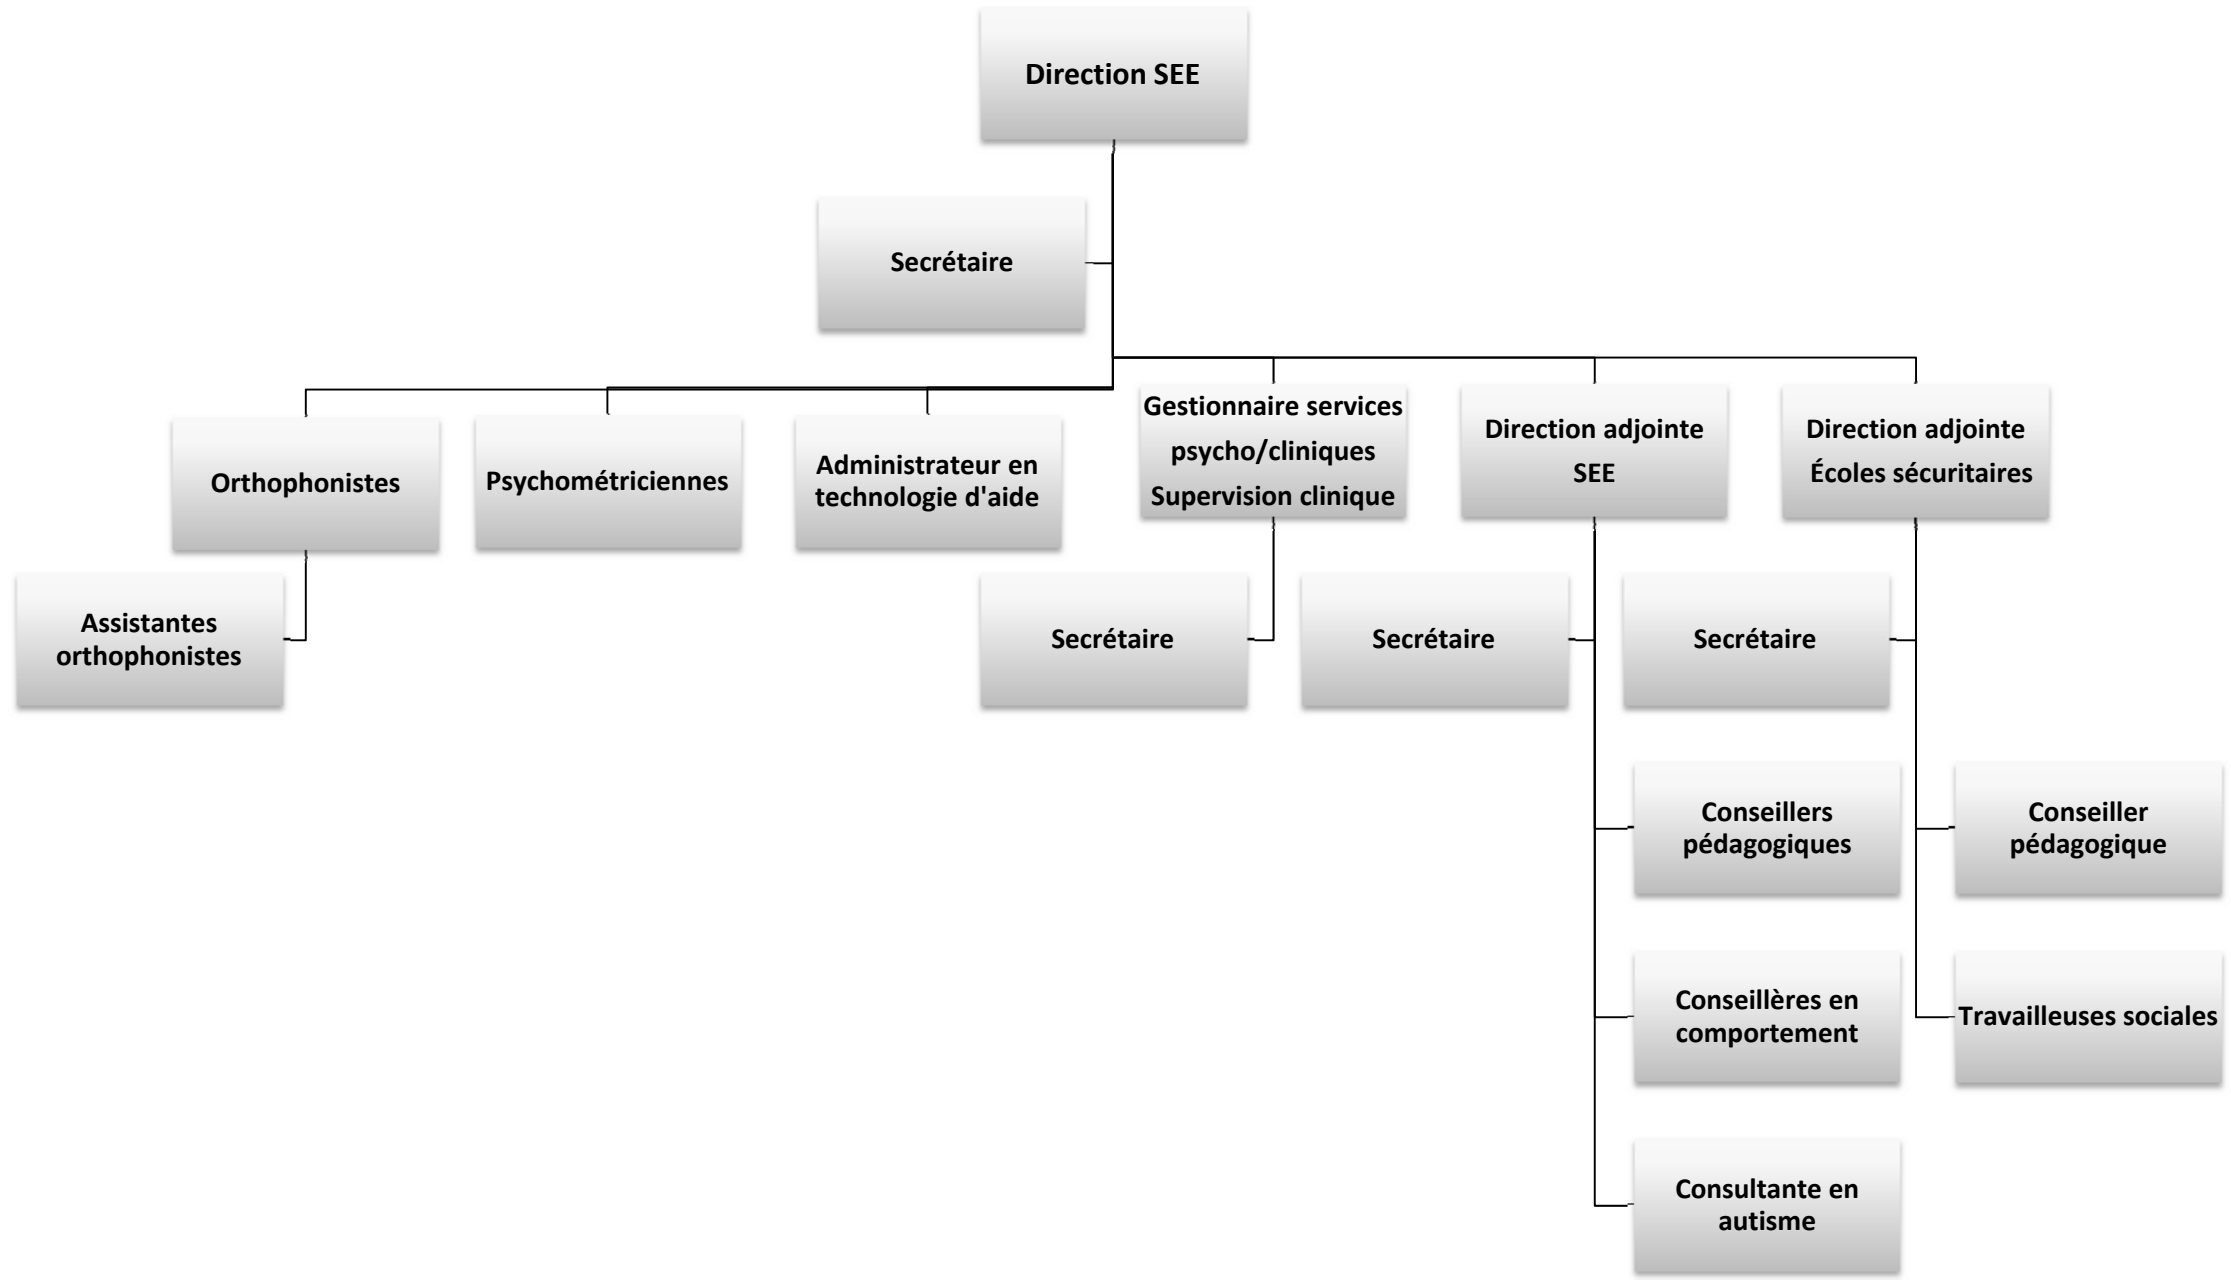 Direction SEE
Secrétaire
Orthophonistes
Psychométriciennes
Administrateur en
technologie d'aide
Gestionnaire services
psycho/cliniques
Supervision clinique
Direction adjointe
SEE
Direction adjointe
Écoles sécuritaires
Assistantes
orthophonistes
Secrétaire
Secrétaire
Secrétaire
Conseillers
pédagogiques
Conseiller
pédagogique
Conseillères en
comportement
Travailleuses sociales
Consultante en
autisme